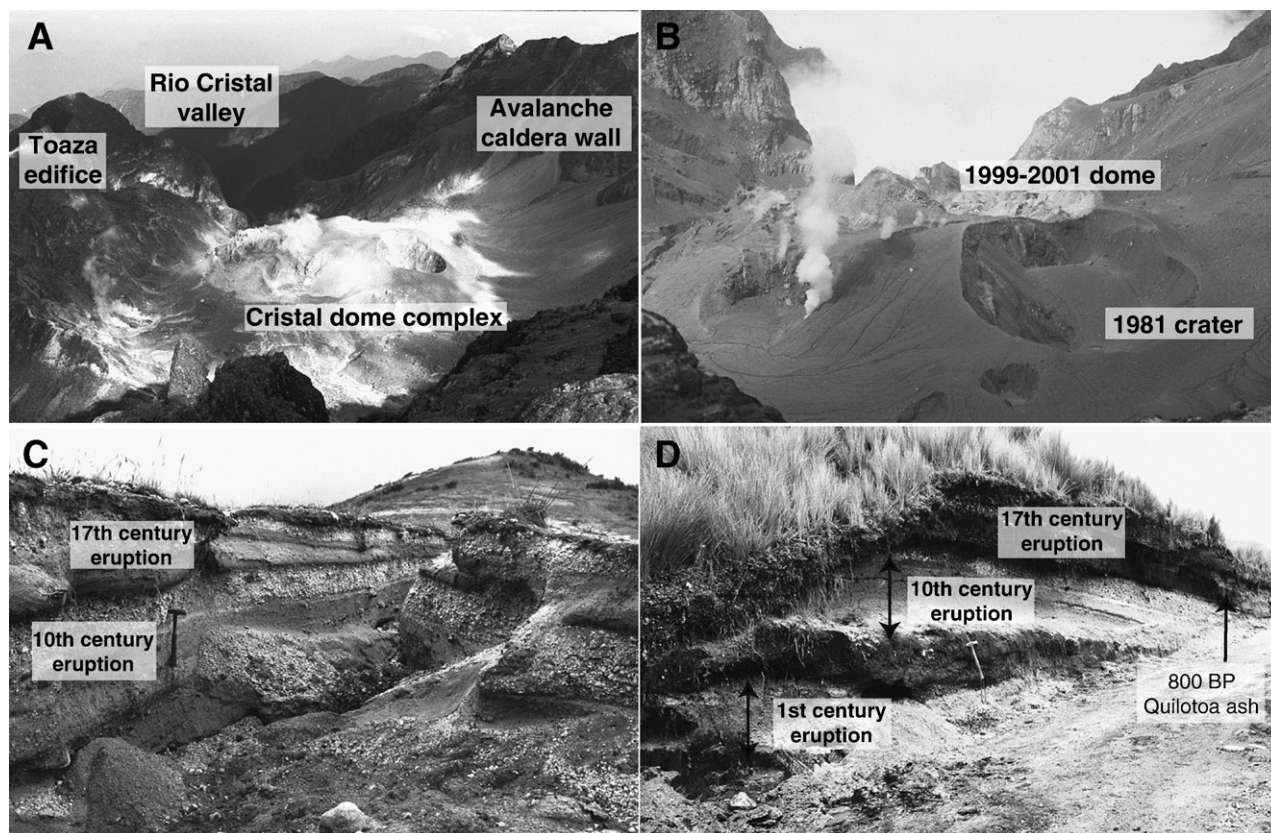 A
Rio Cristal
valley
Toaza
edifice
Avalanche
caldera wall
Cristal dome complex
B
1999-2001 dome
1981 crater
C
17th century
eruption
10th century
eruption
D
17th century
eruption
10th century
eruption
1st century
eruption
800 BP
Quilotoa ash